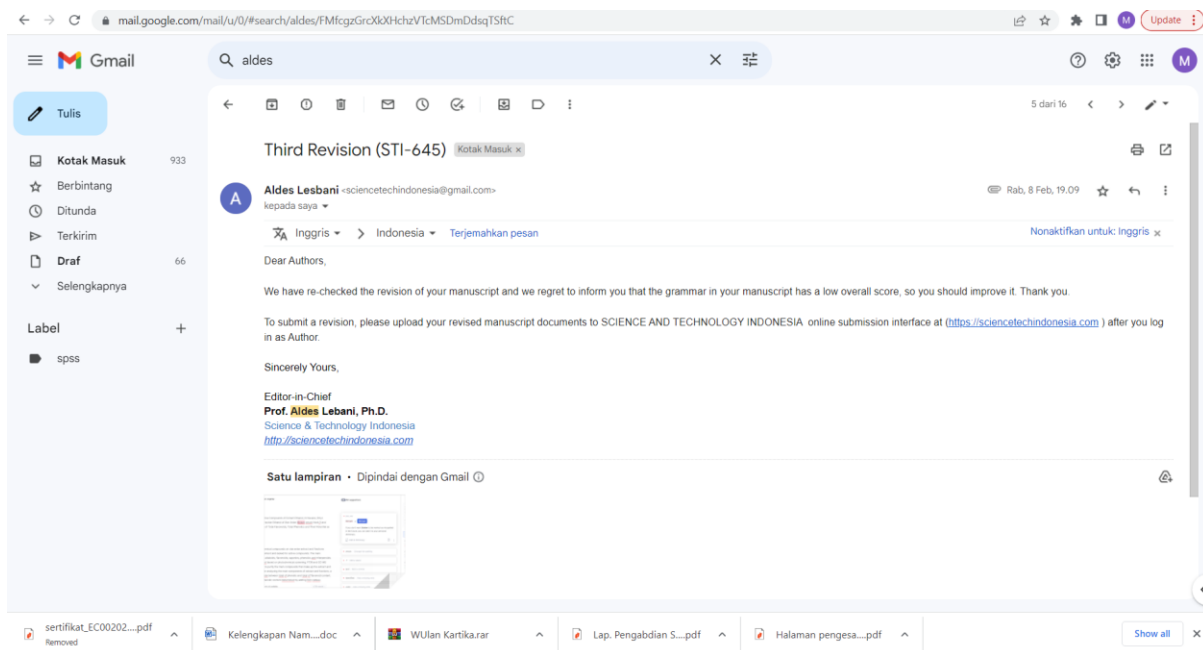 mail.google.com/mail/u/0/#search/aldes/FMfcgzGrcXkXHchzVTcMSDmDdsqTSftC
M
Update
Gmail
aldes
M
Tulis
5 dari 16
Kotak Masuk 933
Berbintang
Ditunda
Terkirim
Draf 66
Selengkapnya
Label
spss
Third Revision (STI-645) Kotak Masuk x
A
Aldes Lesbani <sciencetechindonesia@gmail.com>
Rab, 8 Feb, 19.09
kepada saya
Inggris > Indonesia Terjemahkan pesan
Nonaktifkan untuk: Inggris x
Dear Authors,
We have re-checked the revision of your manuscript and we regret to inform you that the grammar in your manuscript has a low overall score, so you should improve it. Thank you.
To submit a revision, please upload your revised manuscript documents to SCIENCE AND TECHNOLOGY INDONESIA online submission interface at (https://sciencetechindonesia.com ) after you log
in as Author.
Sincerely Yours,
Editor-in-Chief
Prof. Aldes Lebani, Ph.D.
Science & Technology Indonesia
http://sciencetechindonesia.com
Satu lampiran • Dipindai dengan Gmail
sertifikat_EC00202....pdf
Removed
Kelengkapan Nam....doc
WUlan Kartika.rar
Lap. Pengabdian S....pdf
Halaman pengesa....pdf
Show all